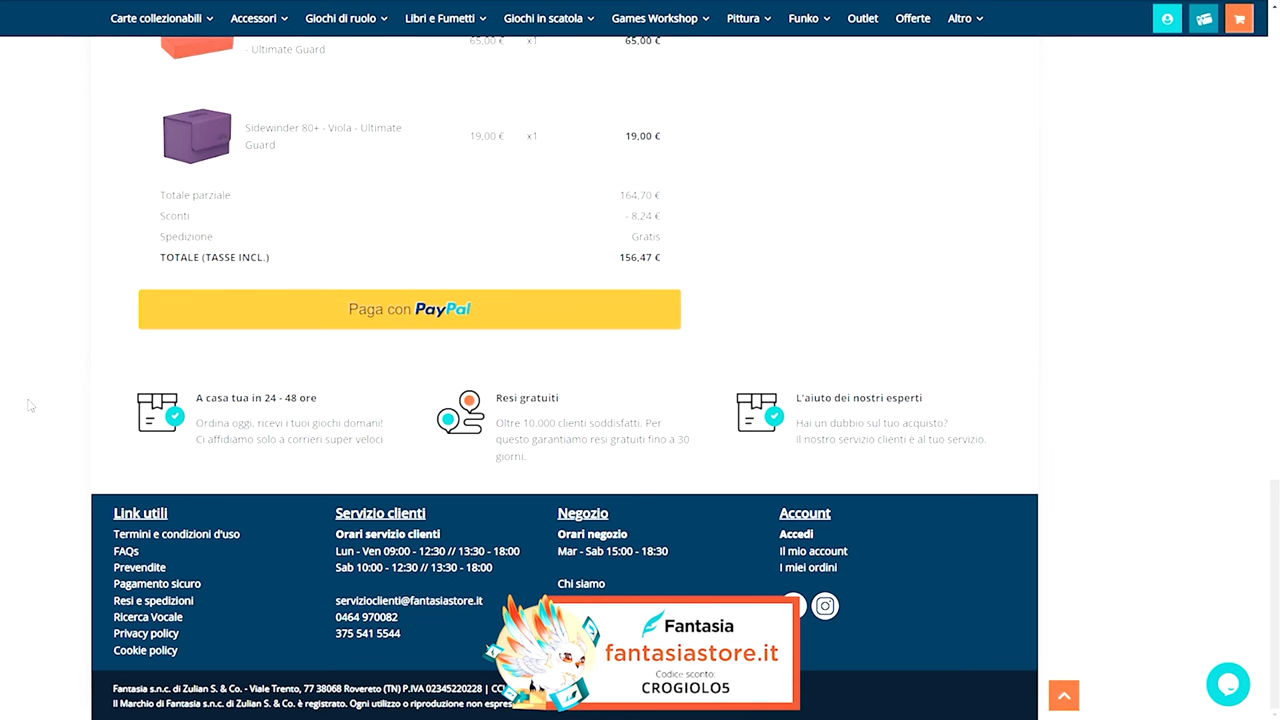 Carte collezionabili Accessori Giochi di ruolo Libri e Fumetti Giochi in scatola Games Workshop Pittura Funko Outlet Offerte Altro
- Ultimate Guard 65,00 € x1 65,00 €
Sidewinder 80+ - Viola - Ultimate
Guard
19,00 € x1 19,00 €
Totale parziale 164,70 €
Sconti - 8,24 €
Spedizione Gratis
TOTALE (TASSE INCL.) 156,47 €
Paga con PayPal
A casa tua in 24 - 48 ore
Ordina oggi, ricevi i tuoi giochi domani!
Ci affidiamo solo a corrieri super veloci
Resi gratuiti
Oltre 10.000 clienti soddisfatti. Per
questo garantiamo resi gratuiti fino a 30
giorni.
L'aiuto dei nostri esperti
Hai un dubbio sul tuo acquisto?
Il nostro servizio clienti è al tuo servizio.
Link utili
Termini e condizioni d'uso
FAQs
Prevendite
Pagamento sicuro
Resi e spedizioni
Ricerca Vocale
Privacy policy
Cookie policy
Servizio clienti
Orari servizio clienti
Lun - Ven 09:00 - 12:30 // 13:30 - 18:00
Sab 10:00 - 12:30 // 13:30 - 18:00
servizioclienti@fantasiastore.it
0464 970082
375 541 5544
Negozio
Orari negozio
Mar - Sab 15:00 - 18:30
Chi siamo
Account
Accedi
Il mio account
I miei ordini
Fantasia
fantasiastore.it
Codice sconto:
CROGIOLO5
Fantasia s.n.c. di Zulian S. & Co. - Viale Trento, 77 38068 Rovereto (TN) P.IVA 02345220228 |
Il Marchio di Fantasia s.n.c. di Zulian S. & Co. è registrato. Ogni utilizzo o riproduzione non